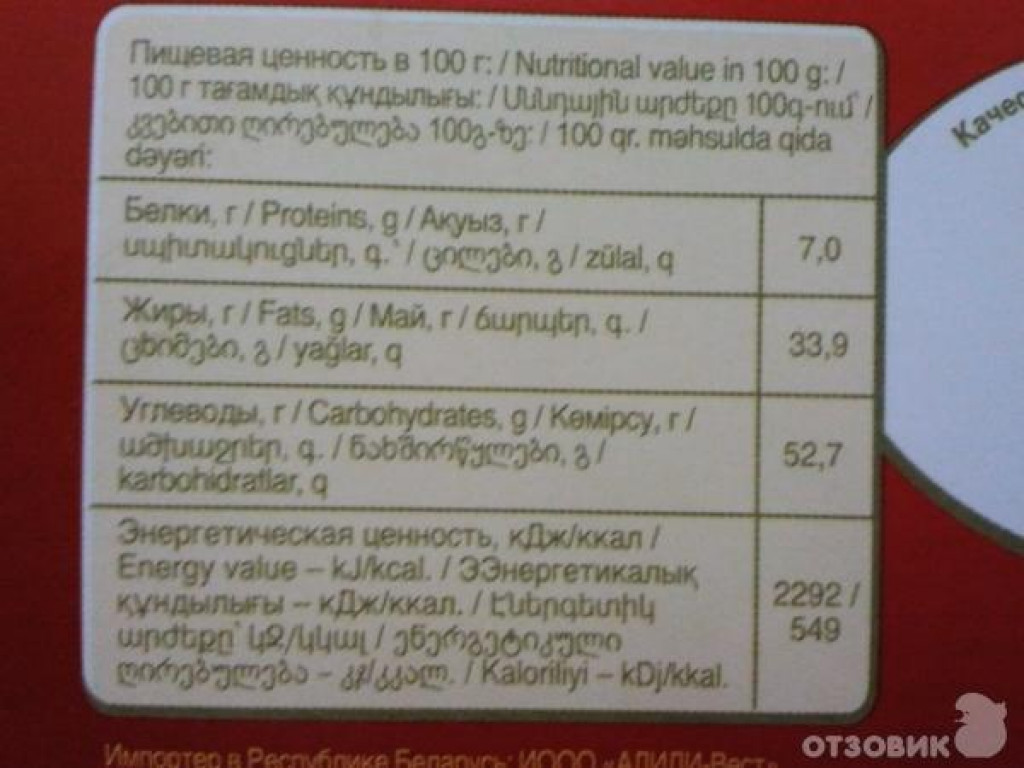 Пищевая ценность в 100 г: / Nutritional value in 100 g: /
100 г тағамдық құндылығы: / Սննդային արժեքը 100գ-ում՝ /
კვებითი ღირებულება 100გ-ზე: / 100 qr. məhsulda qida
dəyəri:
Белки, г / Proteins, g / Ақуыз, г /
սպիտակուցներ, գ.՝ / ცილები, გ / zülal, q
7,0
Жиры, г / Fats, g / Май, г / ճարպեր, գ. /
ცხიმები, გ / yağlar, q
33,9
Углеводы, г / Carbohydrates, g / Көмірсу, г /
ածխաջրեր, գ. / ნახშირწყლები, გ /
karbohidratlar, q
52,7
Энергетическая ценность, кДж/ккал /
Energy value – kJ/kcal. / ЭЭнергетикалық
құндылығы – кДж/ккал. / Էներգետիկ
արժեքը՝ կՋ/կկալ / ენერგეტიკული
ღირებულება – კჯ/კკალ. / Kaloriliyi – kDj/kkal.
2292 /
549
Качес
Импортер в Республике Беларусь: ИООО «АЛИДИ-Вест»
ОТЗОВИК